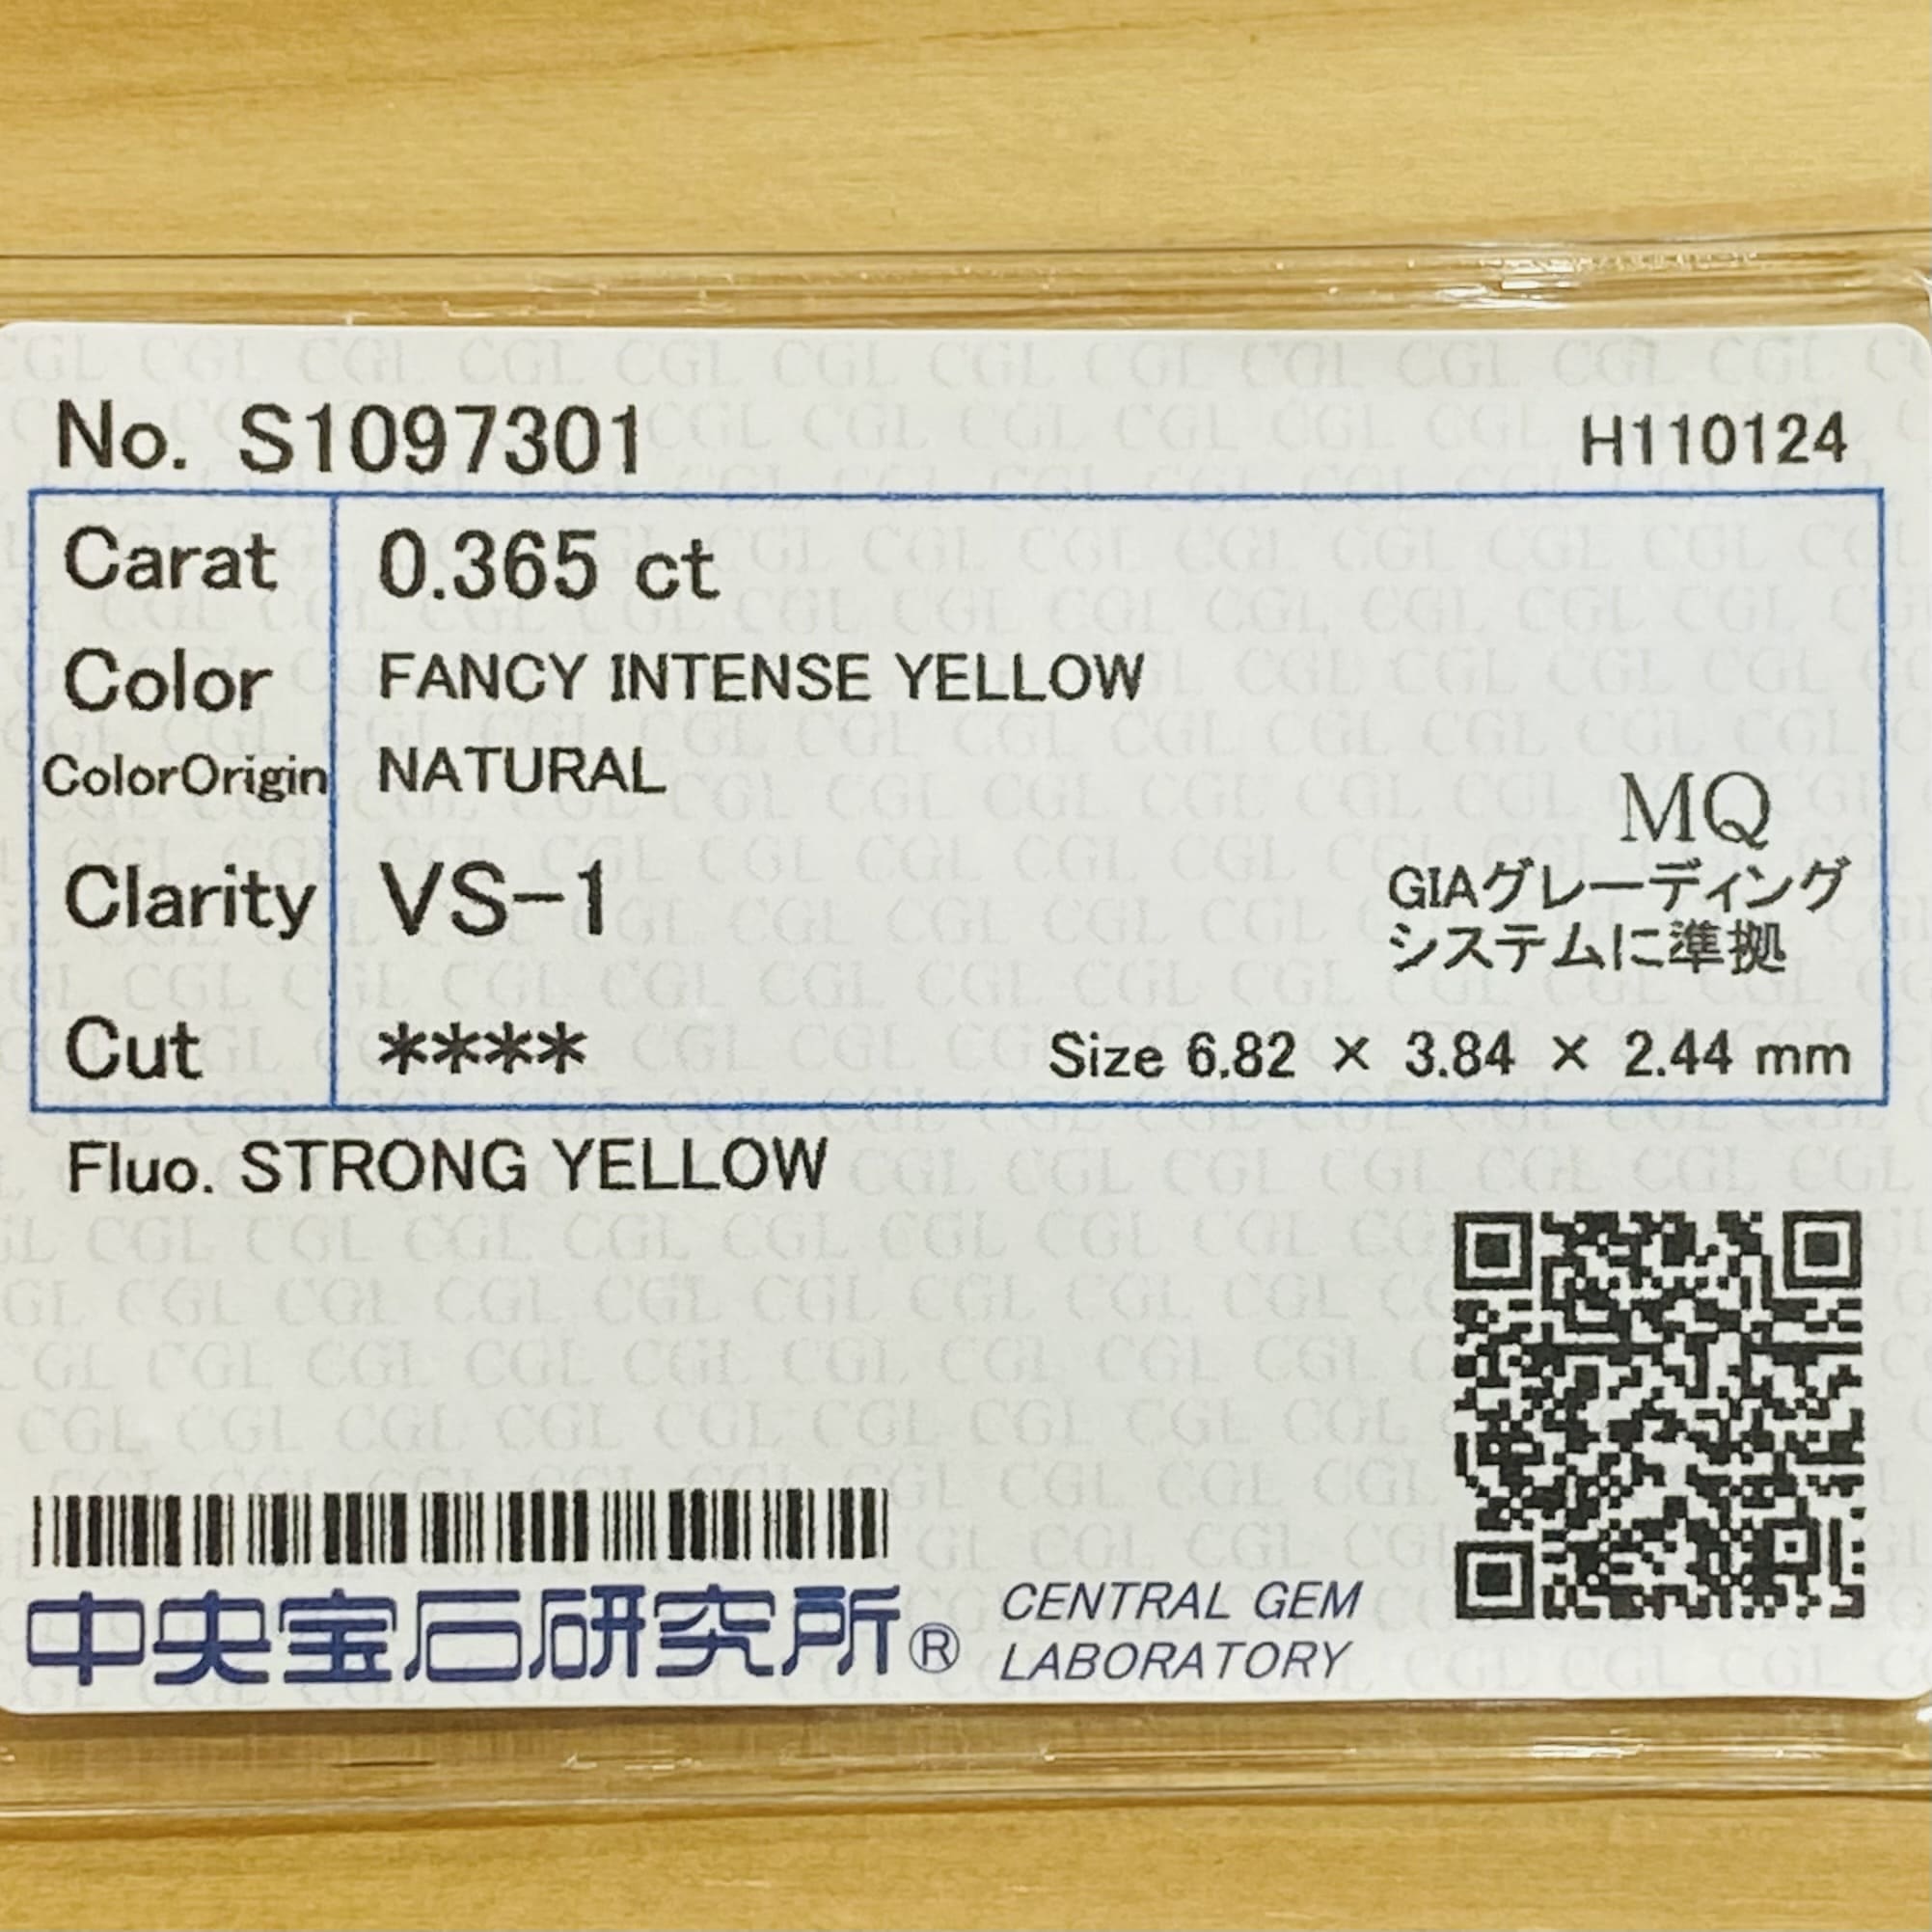 No. S1097301 H110124
Carat 0.365 ct
Color FANCY INTENSE YELLOW
ColorOrigin NATURAL
MQ
Clarity VS-1
GIAグレーディング
システムに準拠
Cut ****
Size 6.82 × 3.84 × 2.44 mm
Fluo. STRONG YELLOW
中央宝石研究所®
CENTRAL GEM
LABORATORY